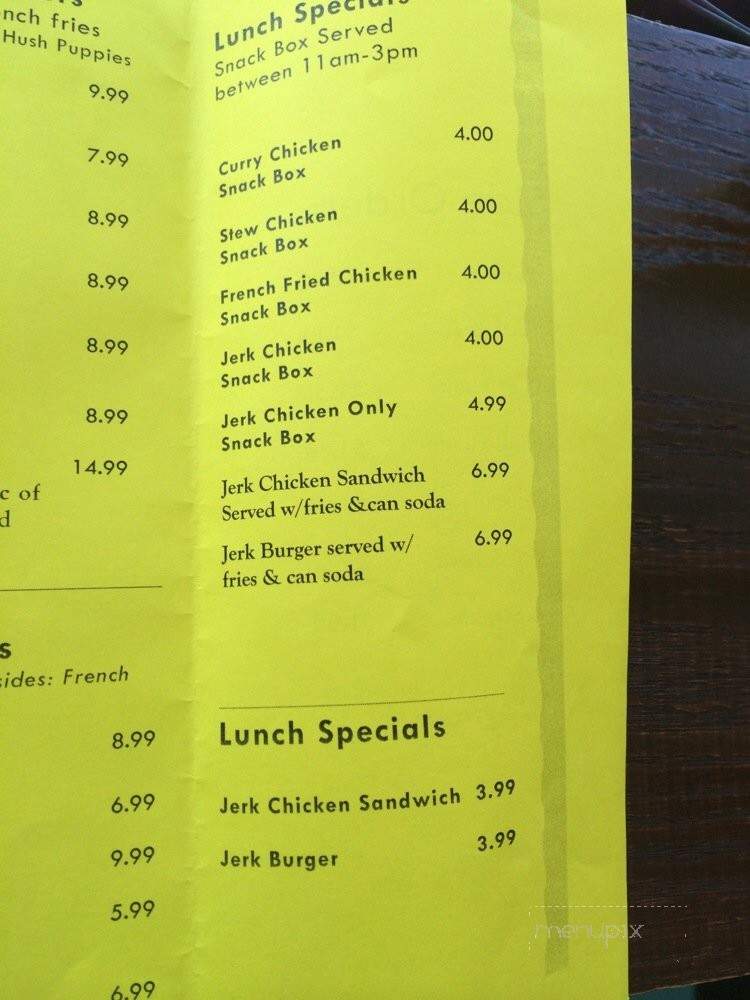 nch fries
Hush Puppies
9.99
7.99
8.99
8.99
8.99
8.99
14.99
c of
d
s
sides: French
8.99
6.99
9.99
5.99
6.99
Lunch Specials
Snack Box Served
between 11am-3pm
Curry Chicken 4.00
Snack Box
Stew Chicken 4.00
Snack Box
French Fried Chicken 4.00
Snack Box
Jerk Chicken 4.00
Snack Box
Jerk Chicken Only 4.99
Snack Box
Jerk Chicken Sandwich 6.99
Served w/fries &can soda
Jerk Burger served w/ 6.99
fries & can soda
Lunch Specials
Jerk Chicken Sandwich 3.99
Jerk Burger 3.99
menupix